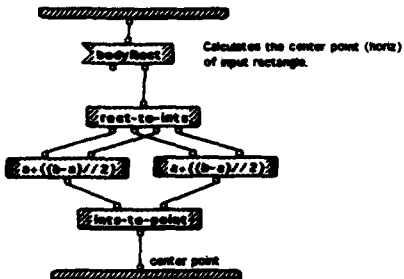 bodyRect
Calculates the center point (horiz)
of input rectangle.
rect-to-ints
a+((b-a)//2)
a+((b-a)//2)
ints-to-point
center point